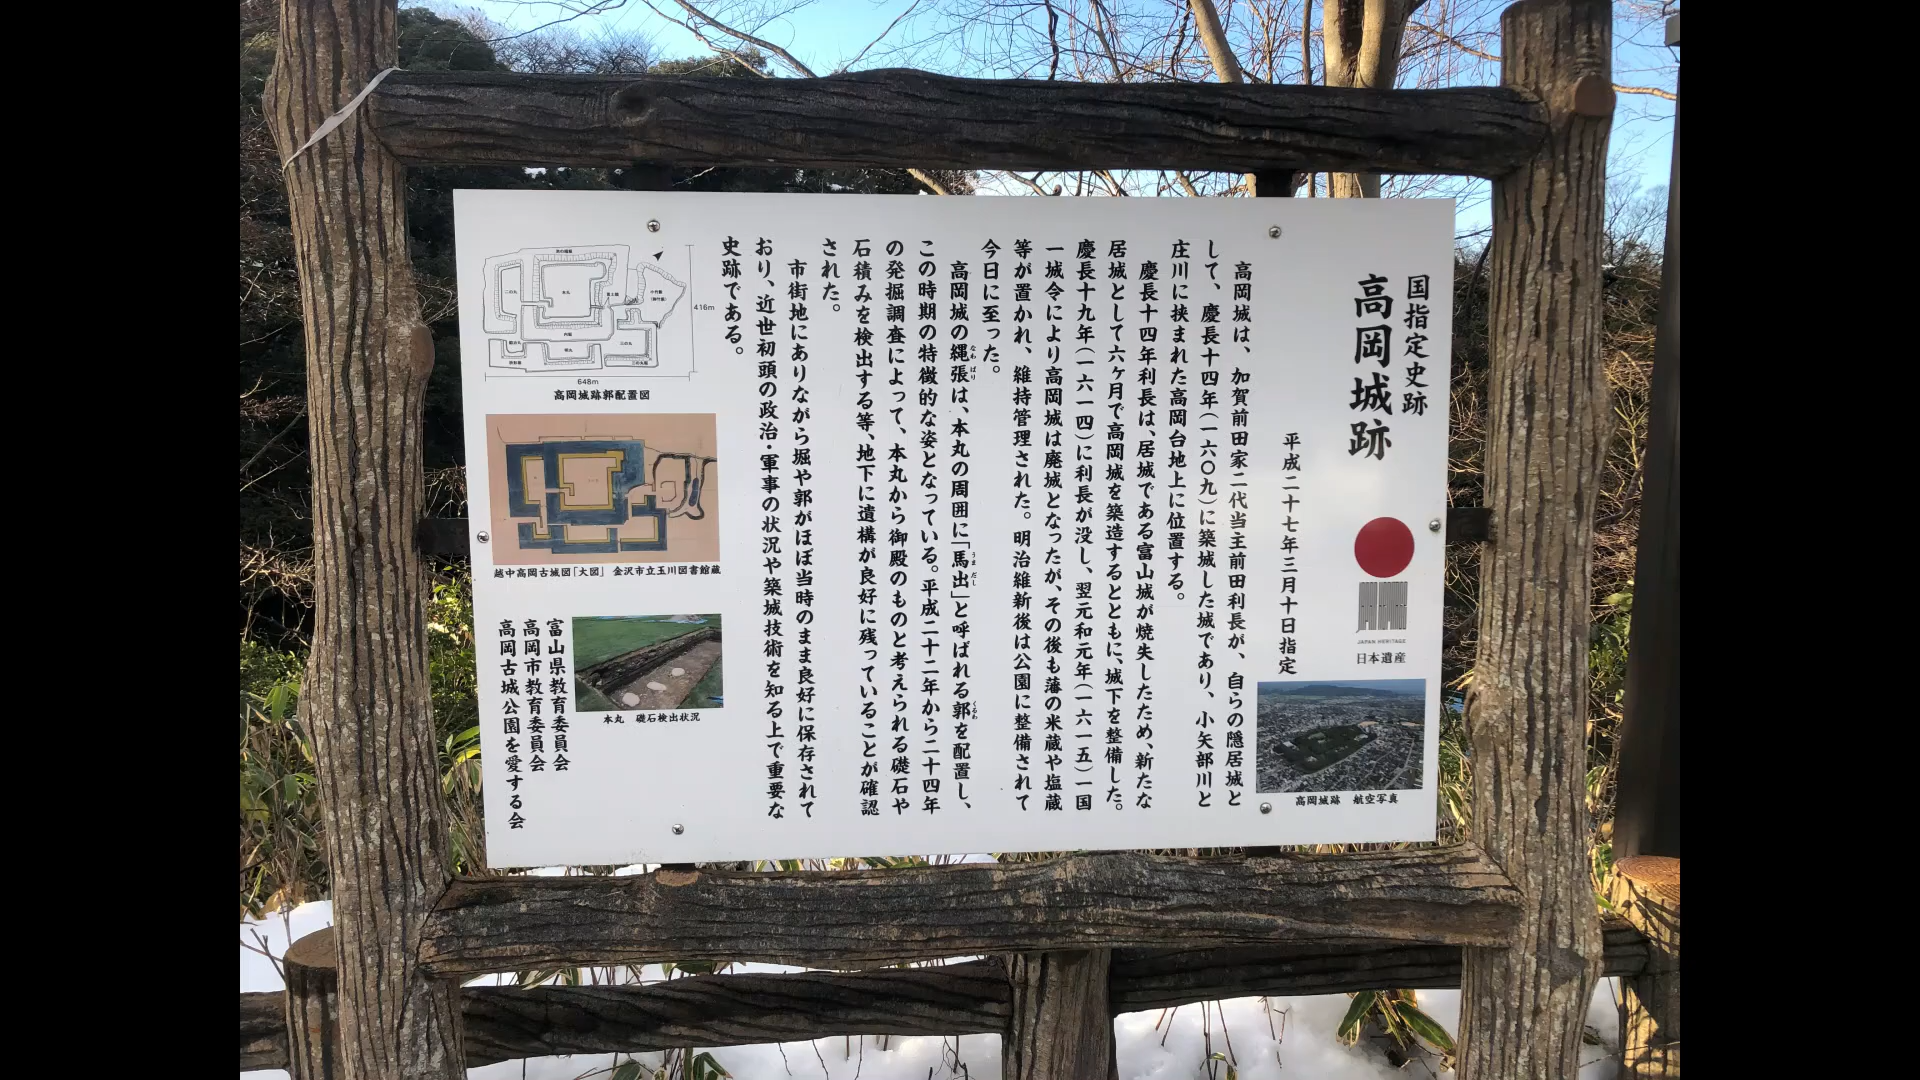 国指定史跡
高岡城跡
JAPAN HERITAGE
日本遺産
平成二十七年三月十日指定
高岡城跡　航空写真
高岡城は、加賀前田家二代当主前田利長が、自らの隠居城と
して、慶長十四年(一六〇九)に築城した城であり、小矢部川と
庄川に挟まれた高岡台地上に位置する。
慶長十四年利長は、居城である富山城が焼失したため、新たな
居城として六ヶ月で高岡城を築造するとともに、城下を整備した。
慶長十九年(一六一四)に利長が没し、翌元和元年(一六一五)一国
一城令により高岡城は廃城となったが、その後も藩の米蔵や塩蔵
等が置かれ、維持管理された。明治維新後は公園に整備されて
今日に至った。
高岡城の縄張は、本丸の周囲に「馬出」と呼ばれる郭を配置し、
なわ ばり
うま だし
くるわ
この時期の特徴的な姿となっている。平成二十二年から二十四年
の発掘調査によって、本丸から御殿のものと考えられる礎石や
石積みを検出する等、地下に遺構が良好に残っていることが確認
された。
市街地にありながら堀や郭がほぼ当時のまま良好に保存されて
おり、近世初頭の政治・軍事の状況や築城技術を知る上で重要な
史跡である。
本丸
二の丸
三の丸
416m
648m
高岡城跡郭配置図
越中高岡古城図「大図」　金沢市立玉川図書館蔵
本丸　礎石検出状況
富山県教育委員会
高岡市教育委員会
高岡古城公園を愛する会